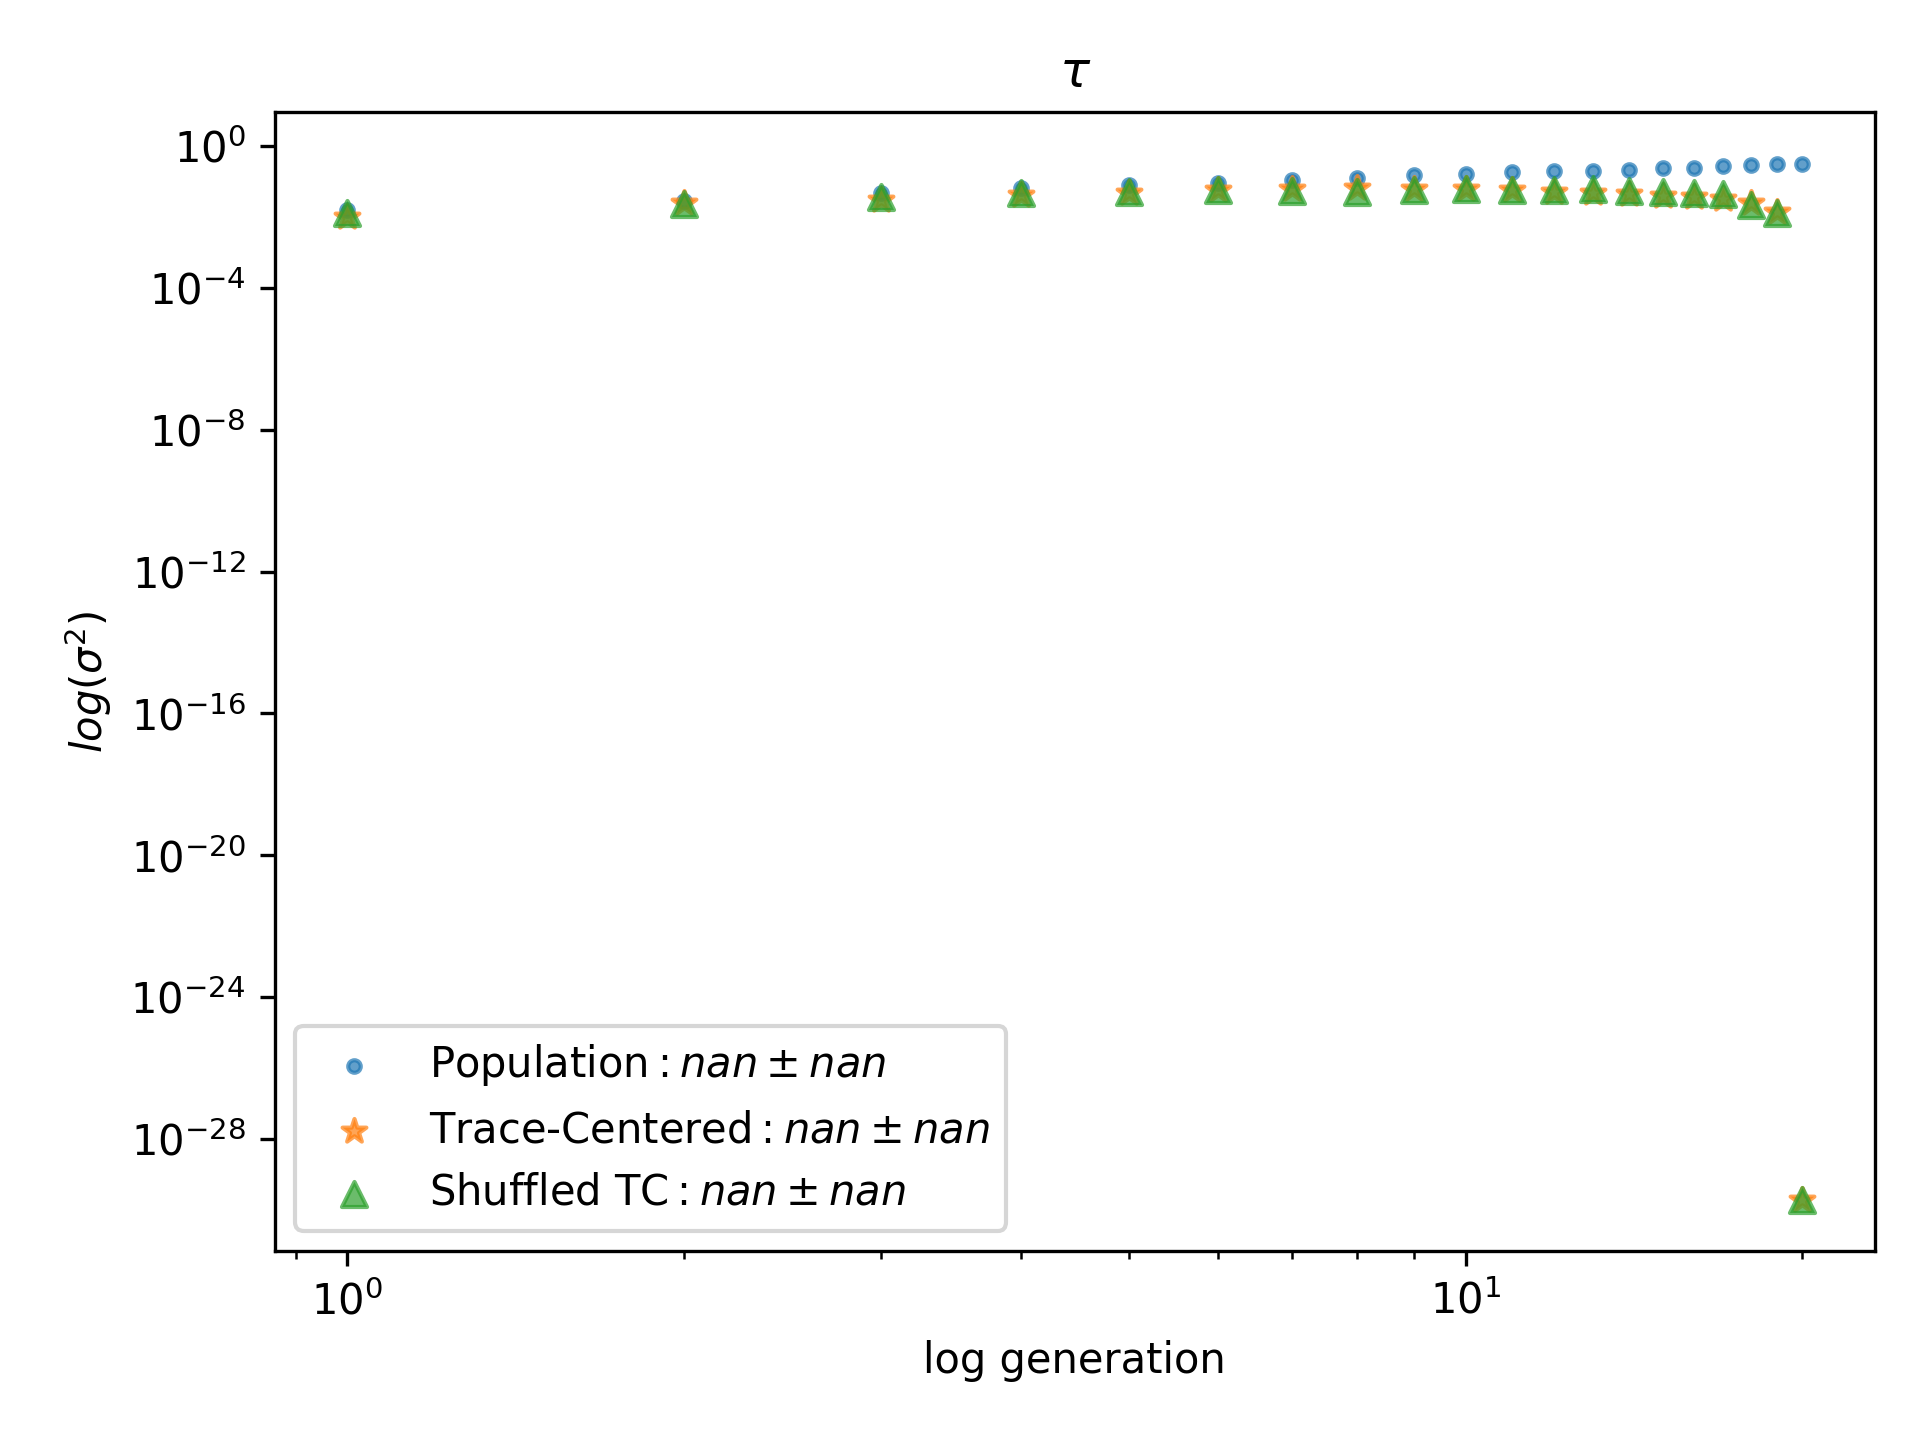 τ
10⁰
10⁻⁴
10⁻⁸
10⁻¹²
10⁻¹⁶
10⁻²⁰
10⁻²⁴
10⁻²⁸
log(σ²)
Population : nan ± nan
Trace-Centered : nan ± nan
Shuffled TC : nan ± nan
10⁰ 10¹
log generation